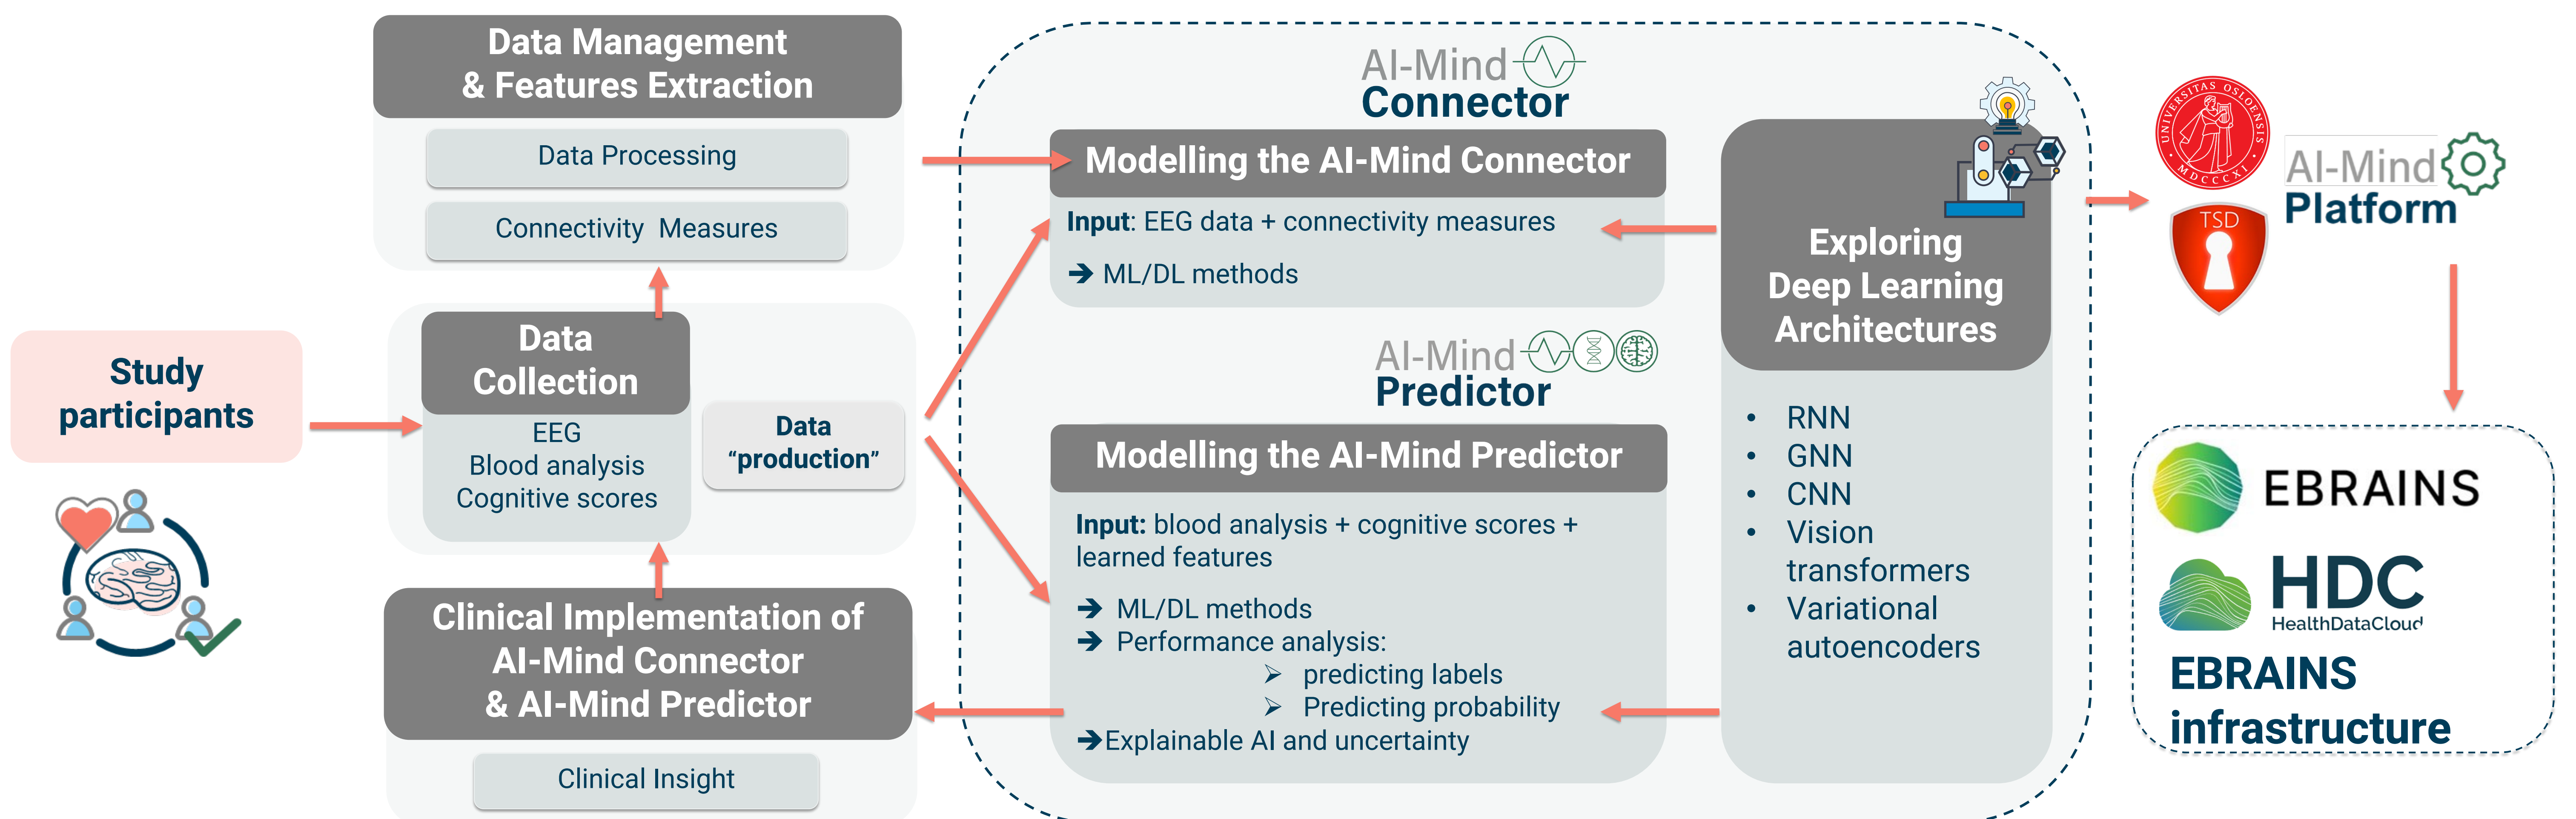 Study
participants
Data Management
& Features Extraction
Data Processing
Connectivity Measures
Data
Collection
EEG
Blood analysis
Cognitive scores
Data
“production”
Clinical Implementation of
AI-Mind Connector
& AI-Mind Predictor
Clinical Insight
AI-Mind
Connector
Modelling the AI-Mind Connector
Input: EEG data + connectivity measures
➔ ML/DL methods
AI-Mind
Predictor
Modelling the AI-Mind Predictor
Input: blood analysis + cognitive scores +
learned features
➔ ML/DL methods
➔ Performance analysis:
➢ predicting labels
➢ Predicting probability
➔Explainable AI and uncertainty
Exploring
Deep Learning
Architectures
• RNN
• GNN
• CNN
• Vision
transformers
• Variational
autoencoders
UNIVERSITAS OSLOENSIS
MDCCCXI
TSD
AI-Mind
Platform
EBRAINS
HDC
HealthDataCloud
EBRAINS
infrastructure